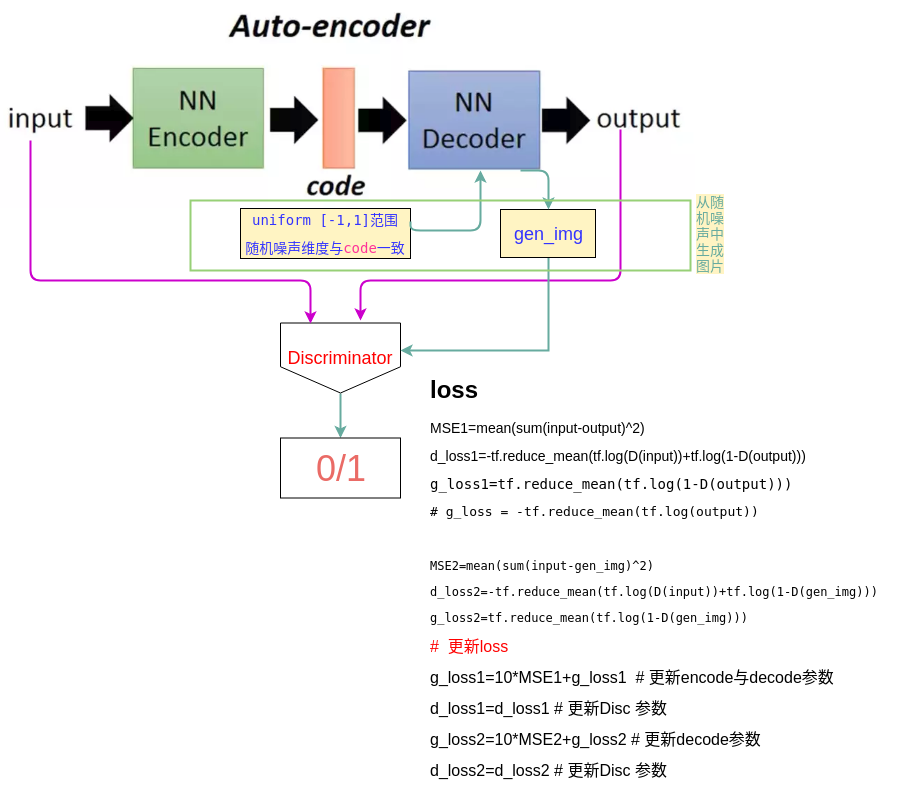 Auto-encoder
input
NN
Encoder
NN
Decoder
output
code
uniform [-1,1]范围
随机噪声维度与code一致
gen_img
从随
机噪
声中
生成
图片
Discriminator
0/1
loss
MSE1=mean(sum(input-output)^2)
d_loss1=-tf.reduce_mean(tf.log(D(input))+tf.log(1-D(output)))
g_loss1=tf.reduce_mean(tf.log(1-D(output)))
# g_loss = -tf.reduce_mean(tf.log(output))
MSE2=mean(sum(input-gen_img)^2)
d_loss2=-tf.reduce_mean(tf.log(D(input))+tf.log(1-D(gen_img)))
g_loss2=tf.reduce_mean(tf.log(1-D(gen_img)))
# 更新loss
g_loss1=10*MSE1+g_loss1 # 更新encode与decode参数
d_loss1=d_loss1 # 更新Disc 参数
g_loss2=10*MSE2+g_loss2 # 更新decode参数
d_loss2=d_loss2 # 更新Disc 参数